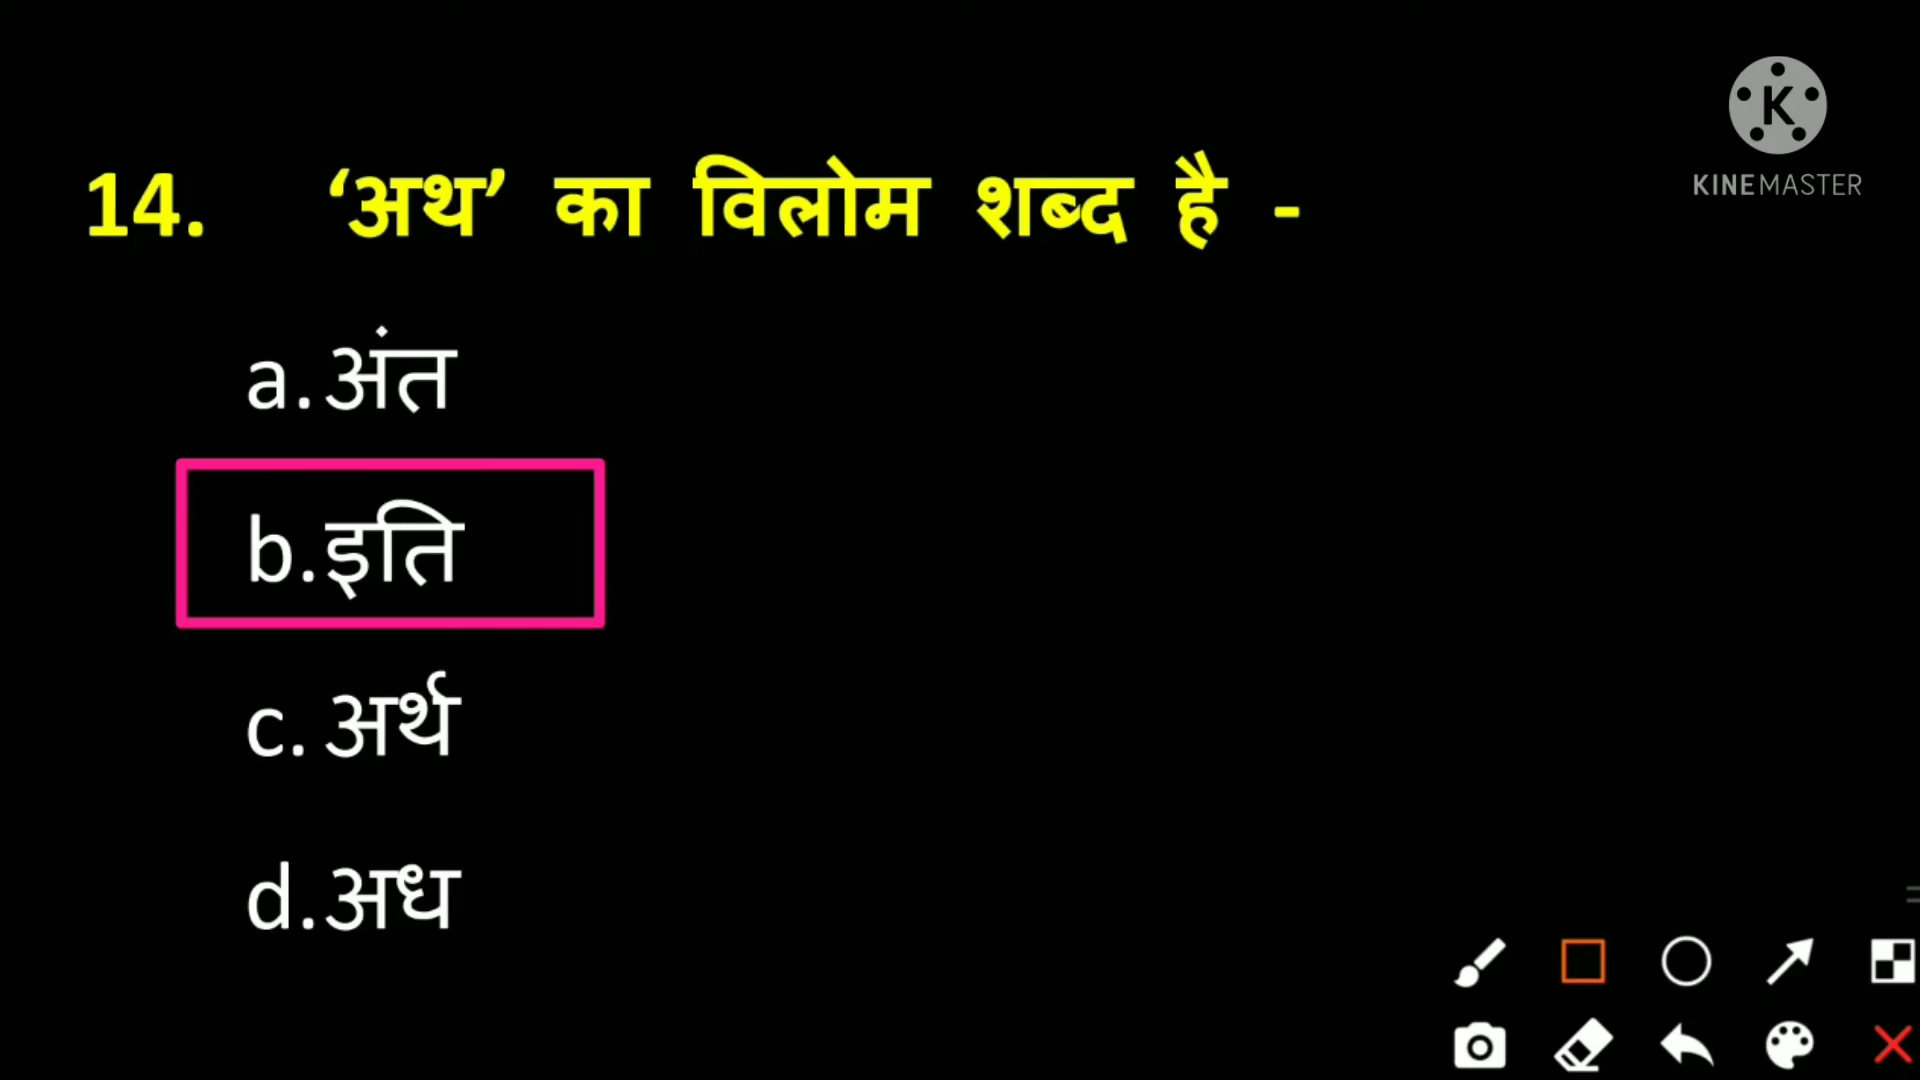 K
KINEMASTER
14. ‘अथ’ का विलोम शब्द है -
a. अंत
b. इति
c. अर्थ
d. अध